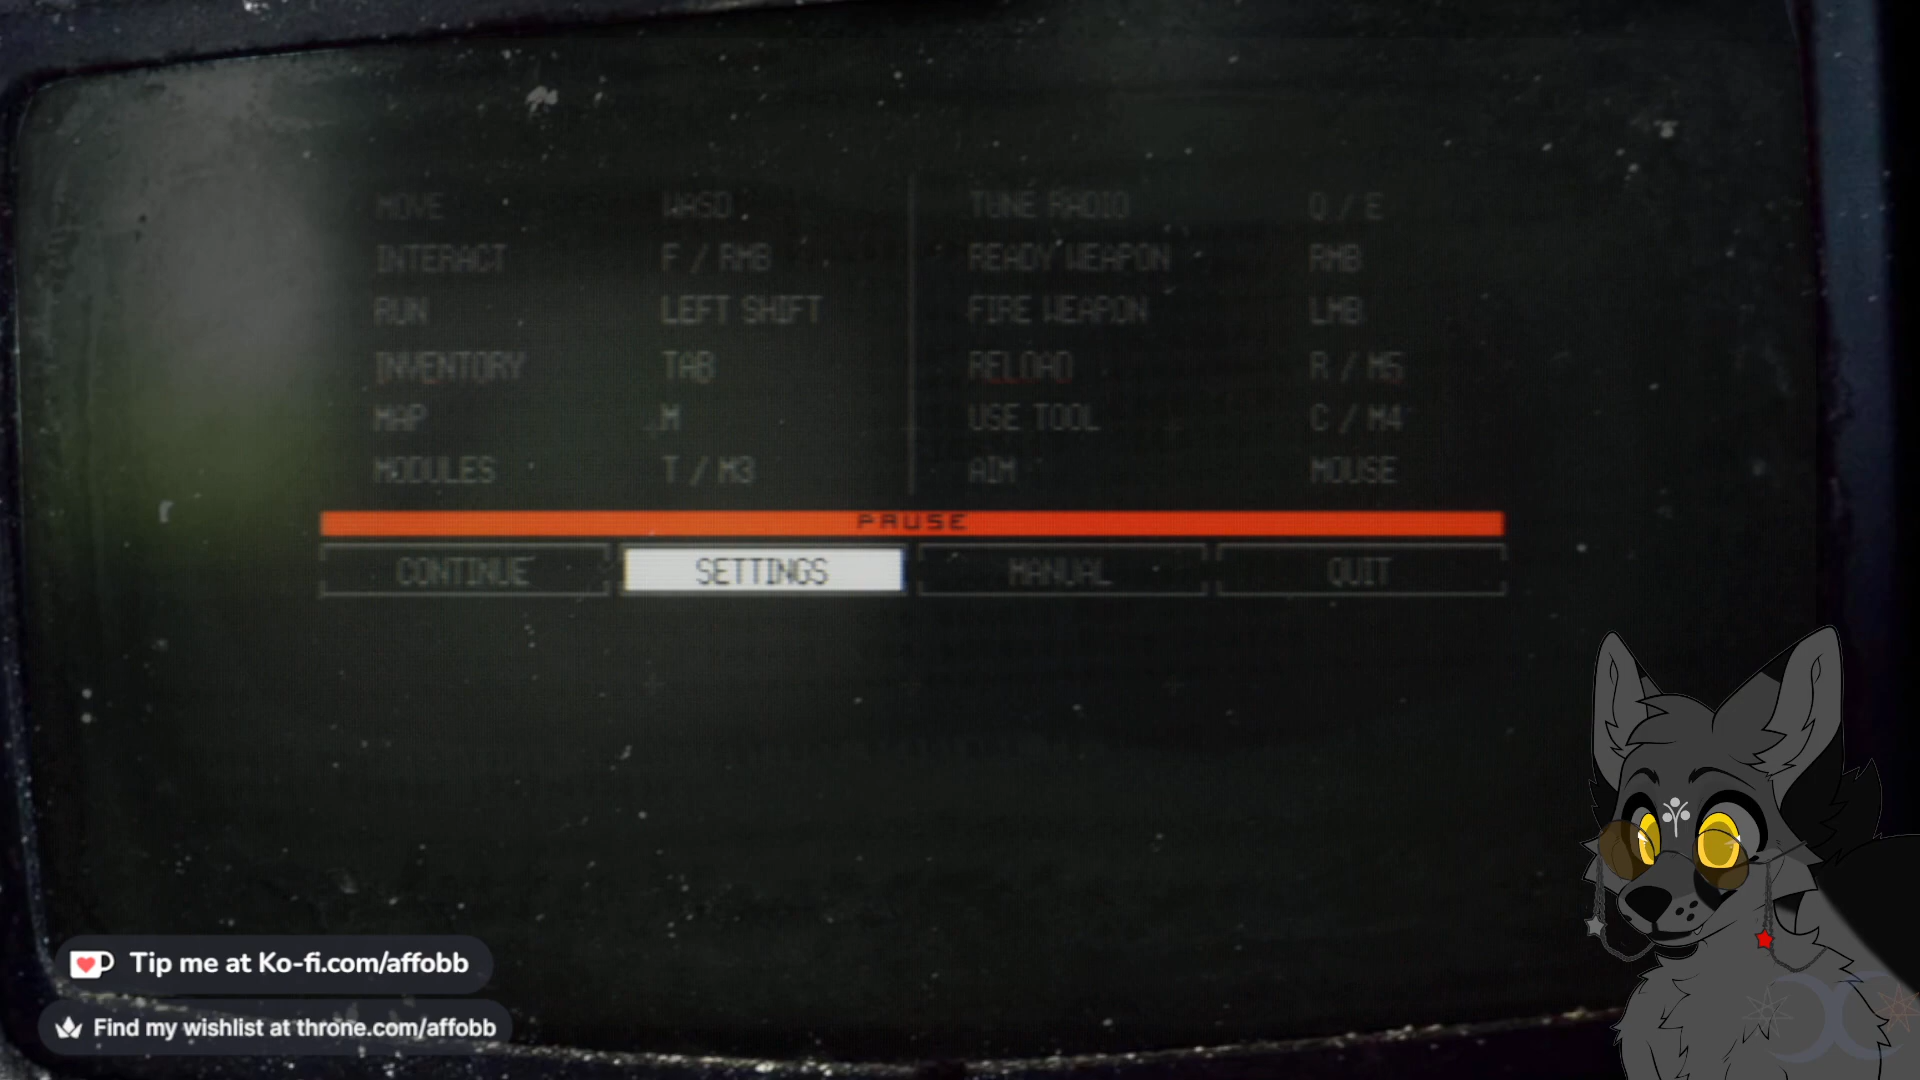 MOVE WASD TUNE RADIO Q / E
INTERACT F / RMB READY WEAPON RMB
RUN LEFT SHIFT FIRE WEAPON LMB
INVENTORY TAB RELOAD R / M5
MAP M USE TOOL C / M4
MODULES T / M3 AIM MOUSE
PAUSE
CONTINUE SETTINGS MANUAL QUIT
Tip me at Ko-fi.com/affobb
Find my wishlist at throne.com/affobb